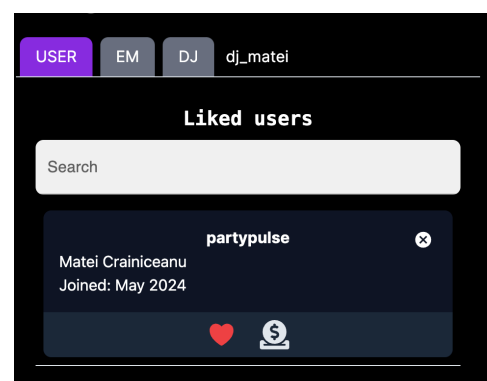 USER EM DJ dj_matei
Liked users
Search
partypulse
Matei Crainiceanu
Joined: May 2024
$